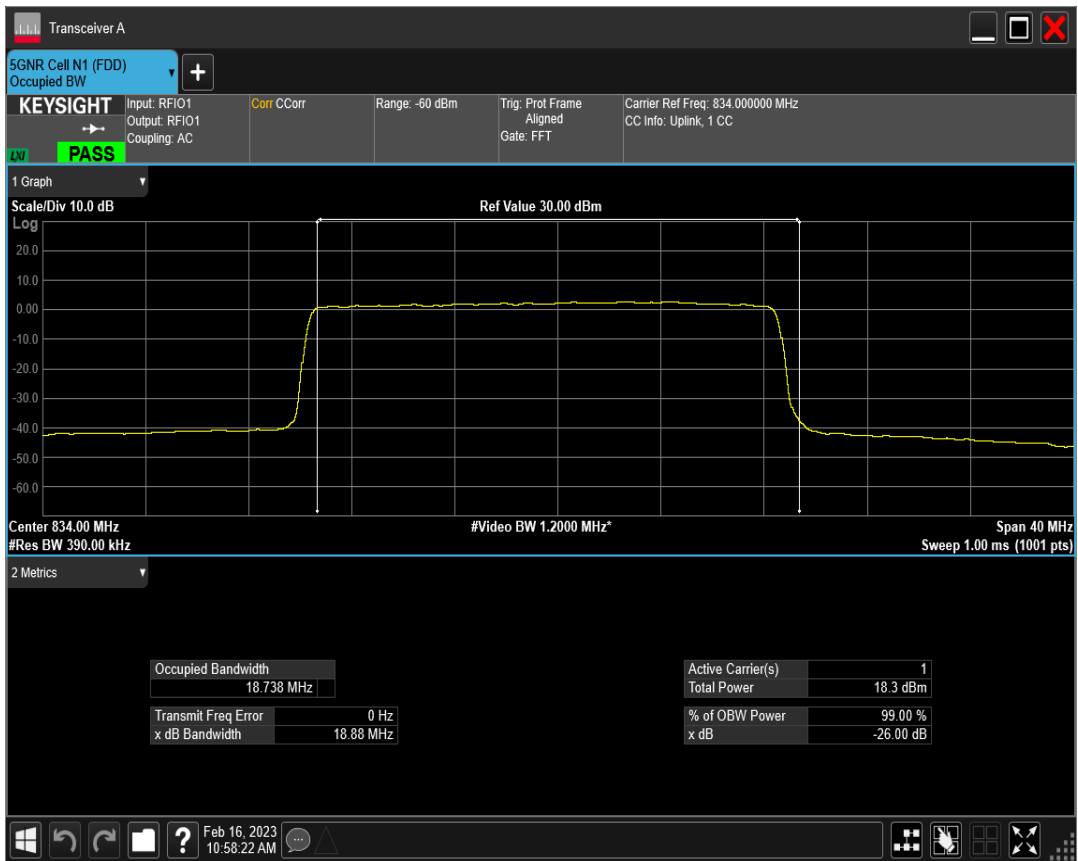 Transceiver A
5GNR Cell N1 (FDD)
Occupied BW
+
KEYSIGHT Input: RFIO1 Corr CCorr Range: -60 dBm Trig: Prot Frame Carrier Ref Freq: 834.000000 MHz
Output: RFIO1 Aligned CC Info: Uplink, 1 CC
Coupling: AC Gate: FFT
LXI PASS
1 Graph
Scale/Div 10.0 dB Ref Value 30.00 dBm
Log
20.0
10.0
0.00
-10.0
-20.0
-30.0
-40.0
-50.0
-60.0
Center 834.00 MHz #Video BW 1.2000 MHz* Span 40 MHz
#Res BW 390.00 kHz Sweep 1.00 ms (1001 pts)
2 Metrics
Occupied Bandwidth Active Carrier(s) 1
18.738 MHz Total Power 18.3 dBm
Transmit Freq Error 0 Hz % of OBW Power 99.00 %
x dB Bandwidth 18.88 MHz x dB -26.00 dB
? Feb 16, 2023
10:58:22 AM